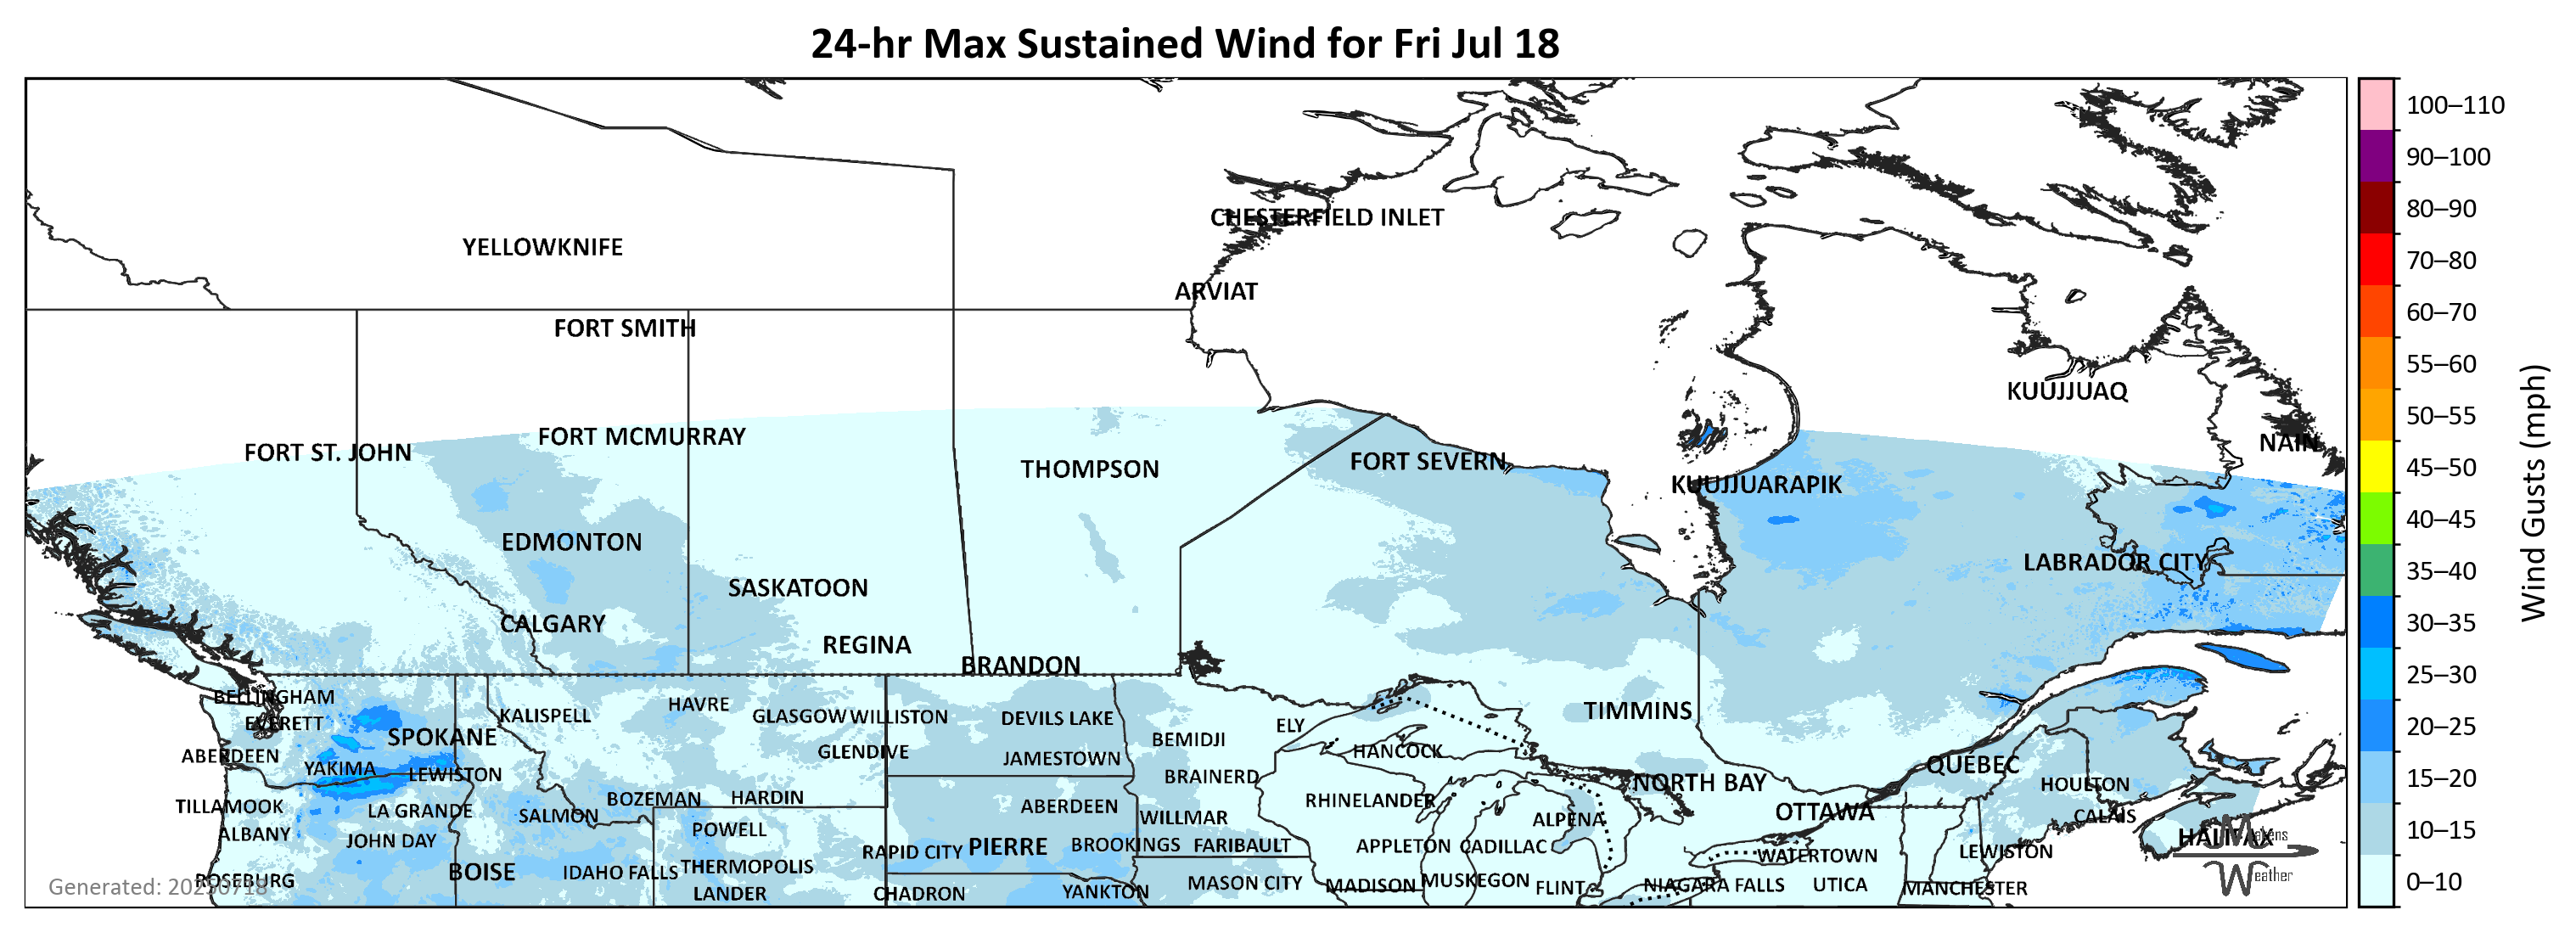 24-hr Max Sustained Wind for Fri Jul 18
100–110
90–100
80–90
70–80
60–70
55–60
50–55
45–50
40–45
35–40
30–35
25–30
20–25
15–20
10–15
0–10
Wind Gusts (mph)
CHESTERFIELD INLET
YELLOWKNIFE
ARVIAT
FORT SMITH
KUUJJUAQ
FORT MCMURRAY
NAIN
FORT ST. JOHN
FORT SEVERN
THOMPSON
KUUJJUARAPIK
EDMONTON
LABRADOR CITY
SASKATOON
CALGARY
REGINA
BRANDON
BELLINGHAM
HAVRE
TIMMINS
KALISPELL
GLASGOW
WILLISTON
DEVILS LAKE
EVERETT
ELY
SPOKANE
BEMIDJI
HANCOCK
GLENDIVE
ABERDEEN
JAMESTOWN
QUEBEC
YAKIMA
LEWISTON
BRAINERD
NORTH BAY
HOULTON
BOZEMAN
HARDIN
RHINELANDER
TILLAMOOK
ABERDEEN
LA GRANDE
OTTAWA
SALMON
CALAIS
WILLMAR
ALPENA
POWELL
ALBANY
HALIFAX
JOHN DAY
PIERRE
BROOKINGS
FARIBAULT
APPLETON
CADILLAC
RAPID CITY
LEWISTON
WATERTOWN
THERMOPOLIS
BOISE
IDAHO FALLS
ROSEBURG
MUSKEGON
MASON CITY
MADISON
FLINT
NIAGARA FALLS
UTICA
MANCHESTER
LANDER
CHADRON
YANKTON
Generated: 20250718
Makens
Weather